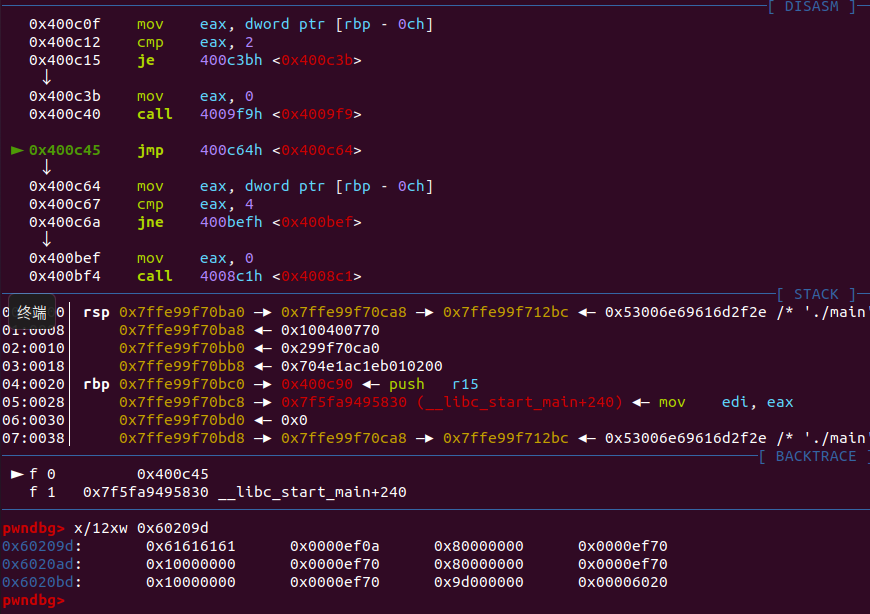 [ DISASM ]
0x400c0f mov eax, dword ptr [rbp - 0ch]
0x400c12 cmp eax, 2
0x400c15 je 400c3bh <0x400c3b>
↓
0x400c3b mov eax, 0
0x400c40 call 4009f9h <0x4009f9>
► 0x400c45 jmp 400c64h <0x400c64>
↓
0x400c64 mov eax, dword ptr [rbp - 0ch]
0x400c67 cmp eax, 4
0x400c6a jne 400befh <0x400bef>
↓
0x400bef mov eax, 0
0x400bf4 call 4008c1h <0x4008c1>
[ STACK ]
终端
rsp 0x7ffe99f70ba0 —► 0x7ffe99f70ca8 —► 0x7ffe99f712bc ◄— 0x53006e69616d2f2e /* './main'
01:0008│ 0x7ffe99f70ba8 ◄— 0x100400770
02:0010│ 0x7ffe99f70bb0 ◄— 0x299f70ca0
03:0018│ 0x7ffe99f70bb8 ◄— 0x704e1ac1eb010200
04:0020│ rbp 0x7ffe99f70bc0 —► 0x400c90 ◄— push r15
05:0028│ 0x7ffe99f70bc8 —► 0x7f5fa9495830 (__libc_start_main+240) ◄— mov edi, eax
06:0030│ 0x7ffe99f70bd0 ◄— 0x0
07:0038│ 0x7ffe99f70bd8 —► 0x7ffe99f70ca8 —► 0x7ffe99f712bc ◄— 0x53006e69616d2f2e /* './main'
[ BACKTRACE ]
► f 0 0x400c45
f 1 0x7f5fa9495830 __libc_start_main+240
pwndbg> x/12xw 0x60209d
0x60209d: 0x61616161 0x0000ef0a 0x80000000 0x0000ef70
0x6020ad: 0x10000000 0x0000ef70 0x80000000 0x0000ef70
0x6020bd: 0x10000000 0x0000ef70 0x9d000000 0x00006020
pwndbg>